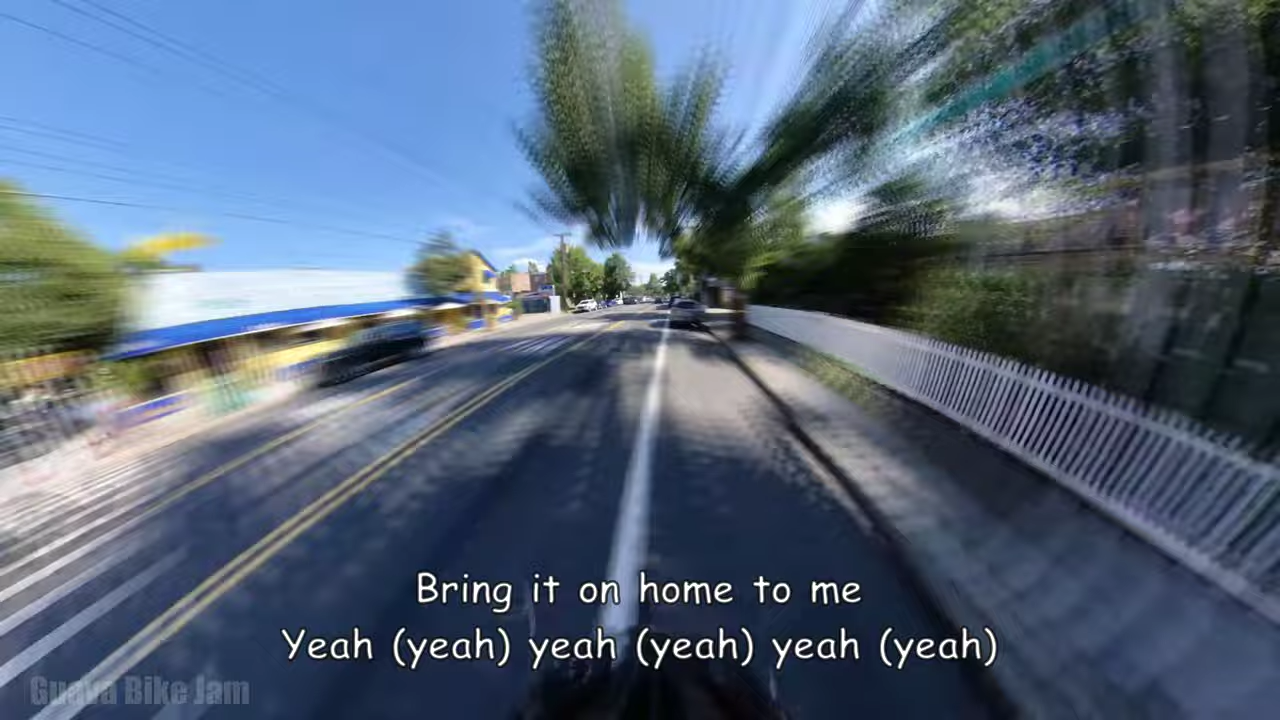 Bring it on home to me
Yeah (yeah) yeah (yeah) yeah (yeah)
Guava Bike Jam